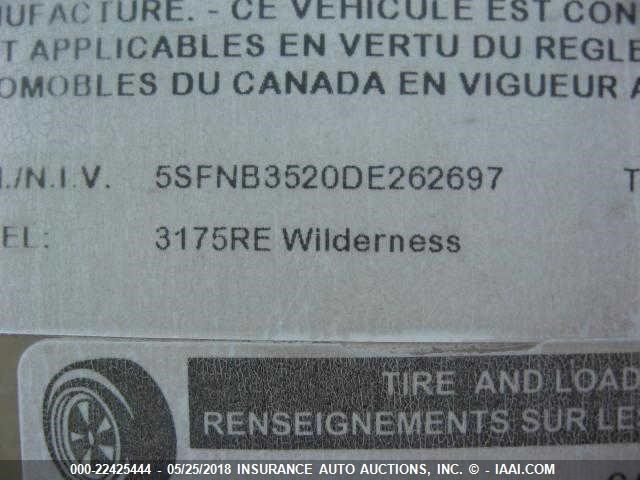 NUFACTURE. - CE VEHICULE EST CON
T APPLICABLES EN VERTU DU REGLE
OMOBLES DU CANADA EN VIGUEUR A
I./N.I.V. 5SFNB3520DE262697 T
EL: 3175RE Wilderness
TIRE AND LOAD
RENSEIGNEMENTS SUR LES
000-22425444 - 05/25/2018 INSURANCE AUTO AUCTIONS, INC. © - IAAI.COM